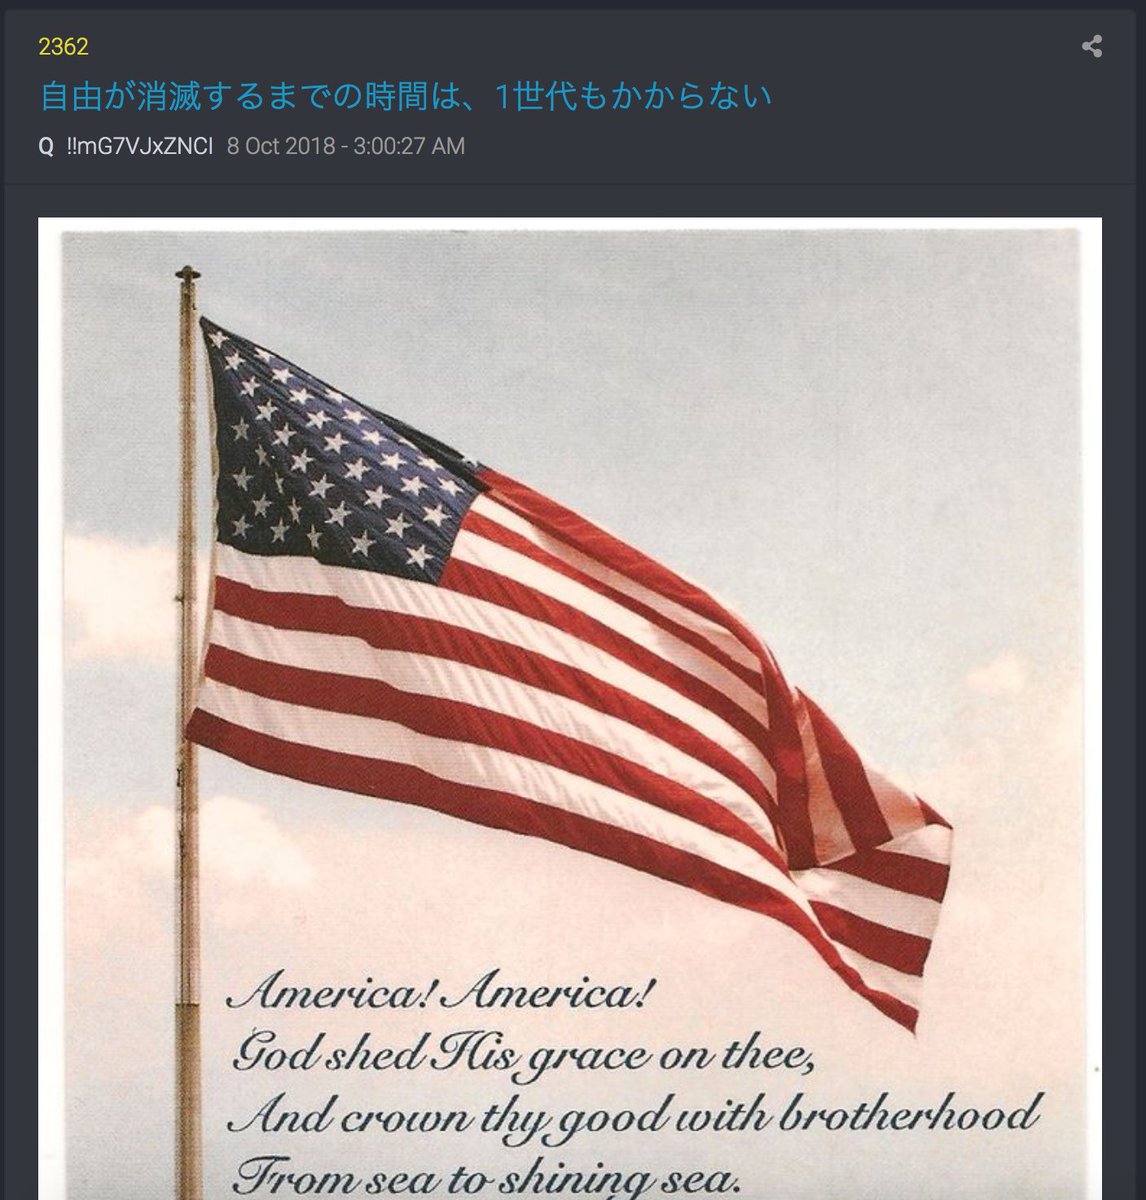 2362
自由が消滅するまでの時間は、1世代もかからない
Q !!mG7VJxZNCI 8 Oct 2018 - 3:00:27 AM
America! America!
God shed His grace on thee,
And crown thy good with brotherhood
From sea to shining sea.